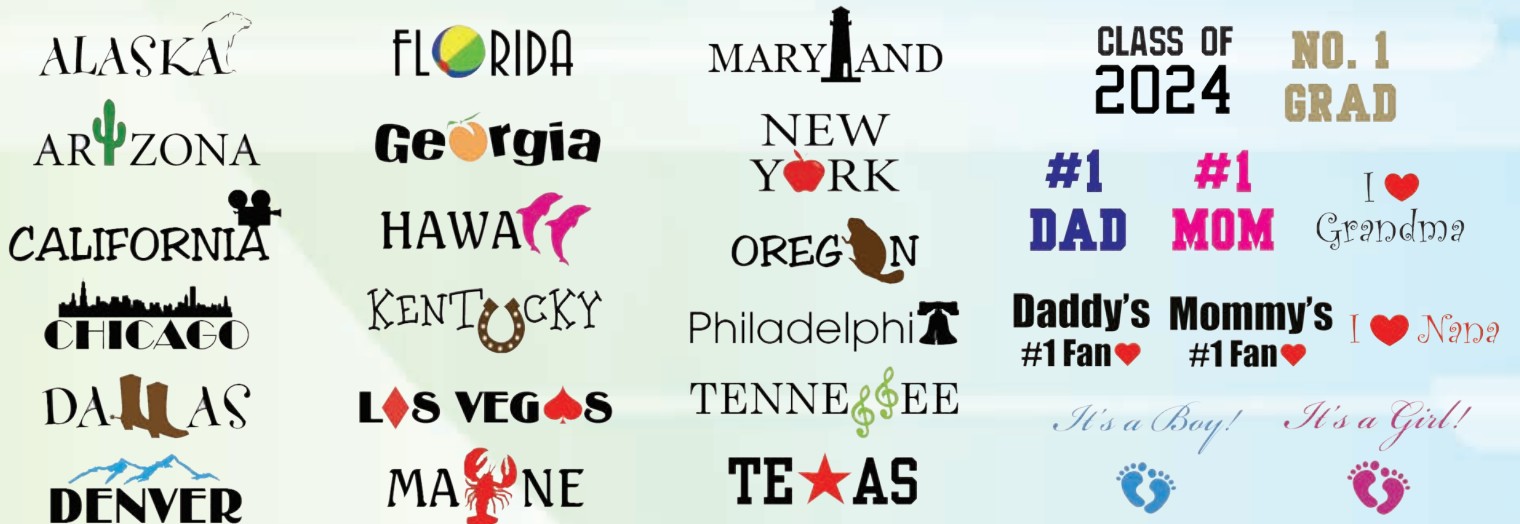 ALASKA
ARIZONA
CALIFORNIA
CHICAGO
DALLAS
DENVER
FLORIDA
Georgia
HAWAII
KENTUCKY
LAS VEGAS
MAINE
MARYLAND
NEW
YORK
OREGON
Philadelphia
TENNESSEE
TEXAS
CLASS OF
2024
NO. 1
GRAD
#1
DAD
#1
MOM
I ❤
Grandma
Daddy's
#1 Fan❤
Mommy's
#1 Fan❤
I ❤ Nana
It's a Boy!
It's a Girl!